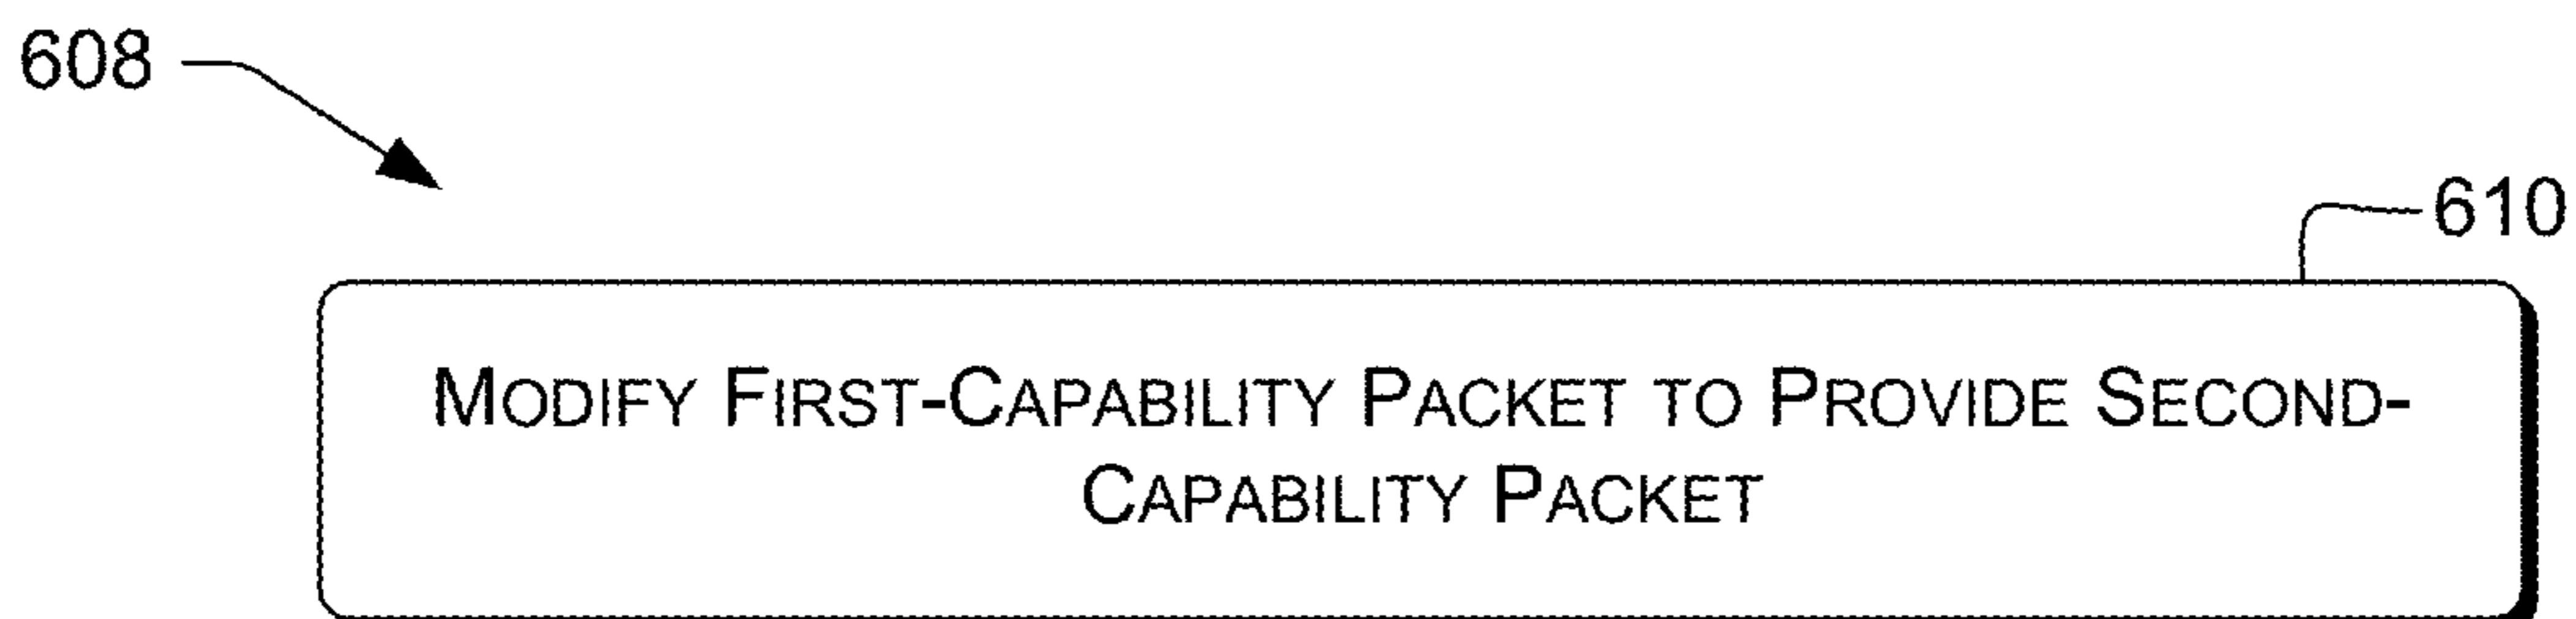 608
610
MODIFY FIRST-CAPABILITY PACKET TO PROVIDE SECOND-
CAPABILITY PACKET